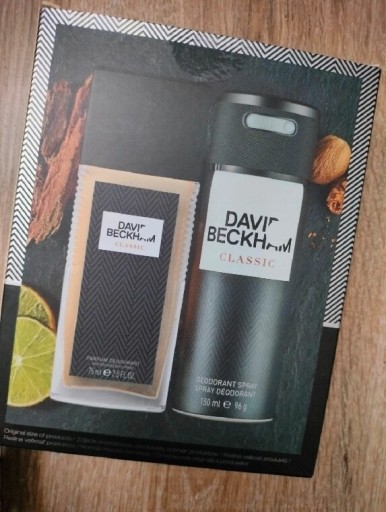 DAVID
BECKHAM
CLASSIC
PARFUM DEODORANT
75 ml e 2.5 FL.OZ.
DAVID
BECKHAM
CLASSIC
DEODORANT SPRAY
SPRAY DÉODORANT
150 ml e 96 g
Original size of products /